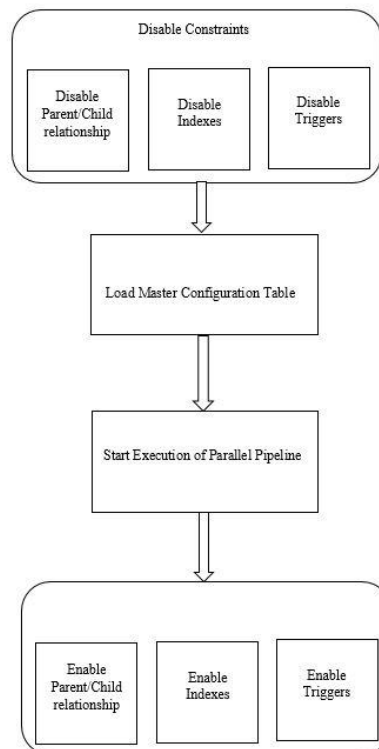 Disable Constraints
Disable
Parent/Child
relationship
Disable
Indexes
Disable
Triggers
Load Master Configuration Table
Start Execution of Parallel Pipeline
Enable
Parent/Child
relationship
Enable
Indexes
Enable
Triggers